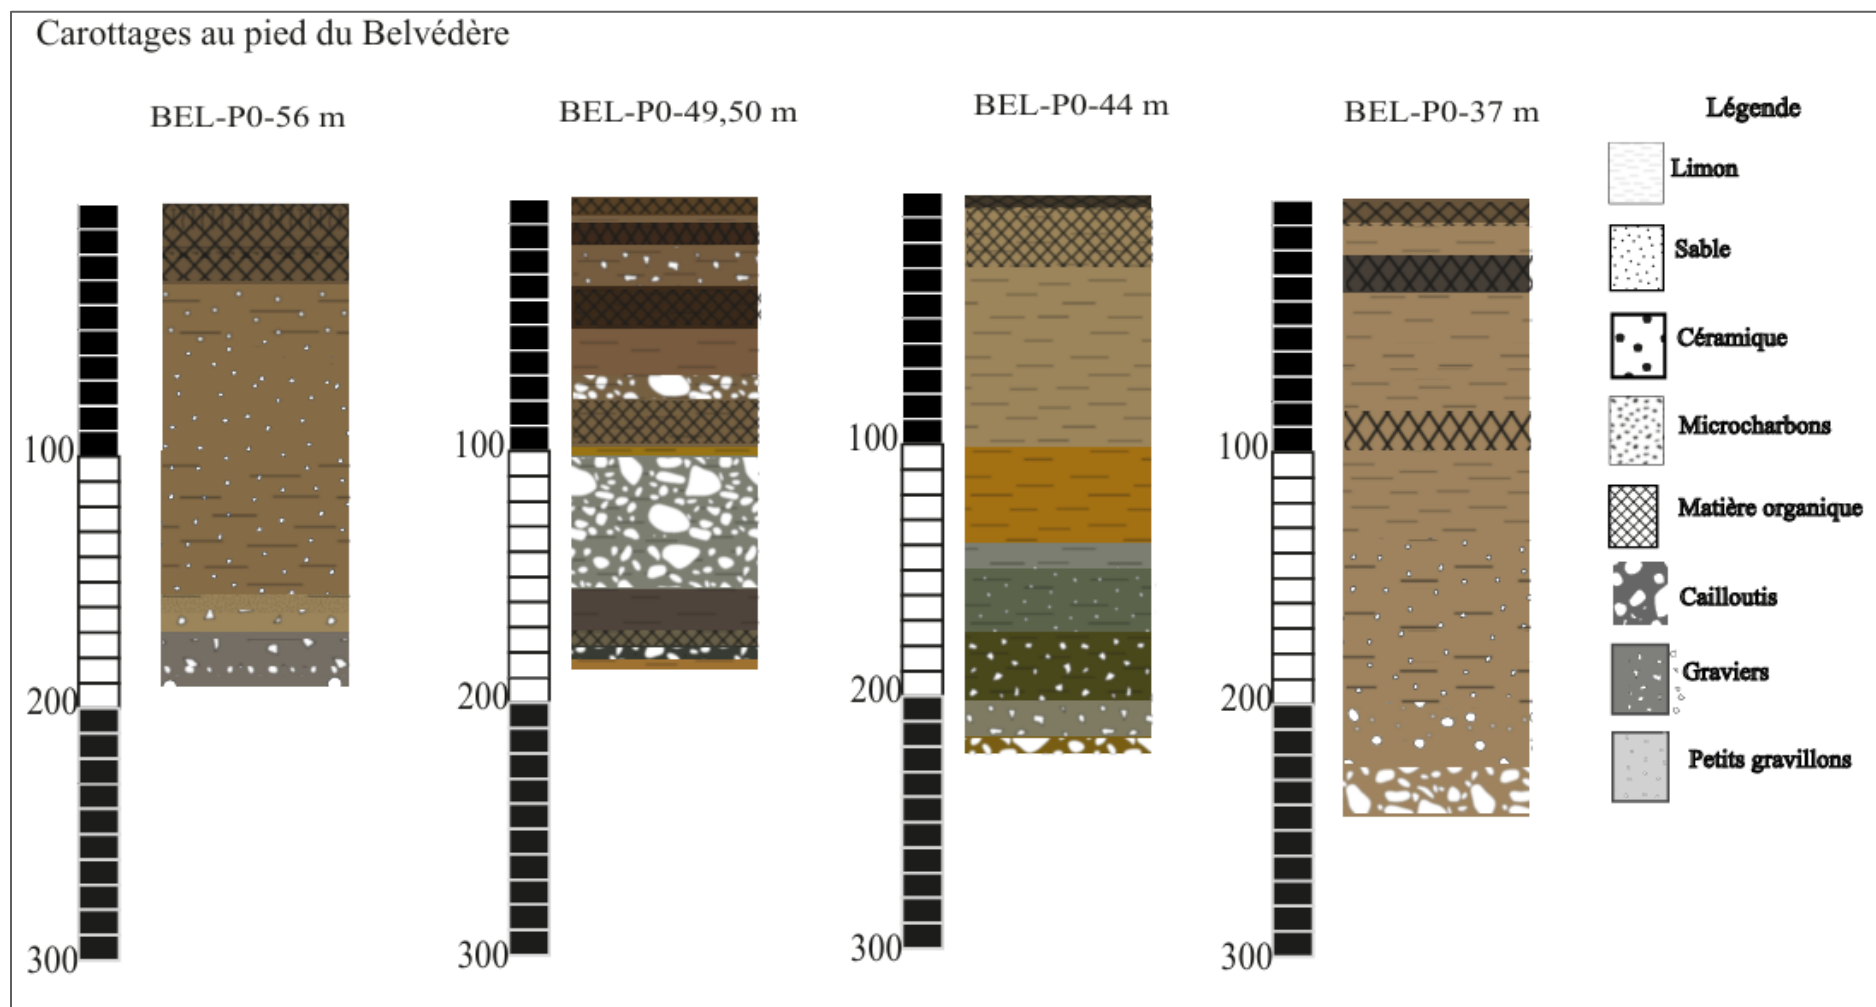 Carottages au pied du Belvédère
BEL-P0-56 m
BEL-P0-49,50 m
BEL-P0-44 m
BEL-P0-37 m
100
200
300
100
200
300
100
200
300
100
200
300
Légende
Limon
Sable
Céramique
Microcharbons
Matière organique
Cailloutis
Graviers
Petits gravillons